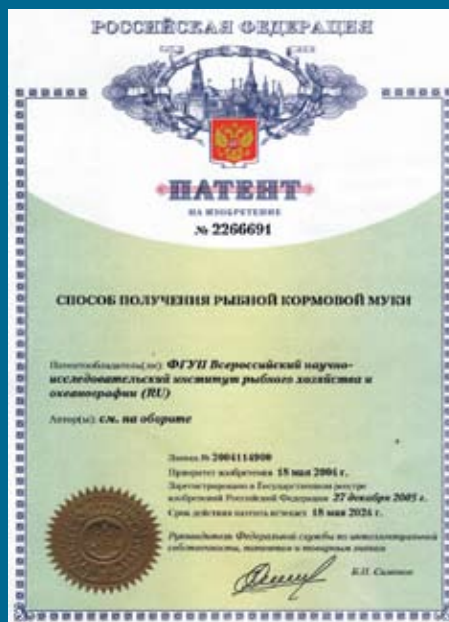 РОССИЙСКАЯ ФЕДЕРАЦИЯ
ПАТЕНТ
НА ИЗОБРЕТЕНИЕ
№ 2266691
СПОСОБ ПОЛУЧЕНИЯ РЫБНОЙ КОРМОВОЙ МУКИ
Патентообладатель(ли): ФГУП Всероссийский научно-
исследовательский институт рыбного хозяйства и
океанографии (RU)
Автор(ы): см. на обороте
Заявка № 2004114900
Приоритет изобретения 18 мая 2004 г.
Зарегистрировано в Государственном реестре
изобретений Российской Федерации 27 декабря 2005 г.
Срок действия патента истекает 18 мая 2024 г.
Руководитель Федеральной службы по интеллектуальной
собственности, патентам и товарным знакам
Б.П. Симонов